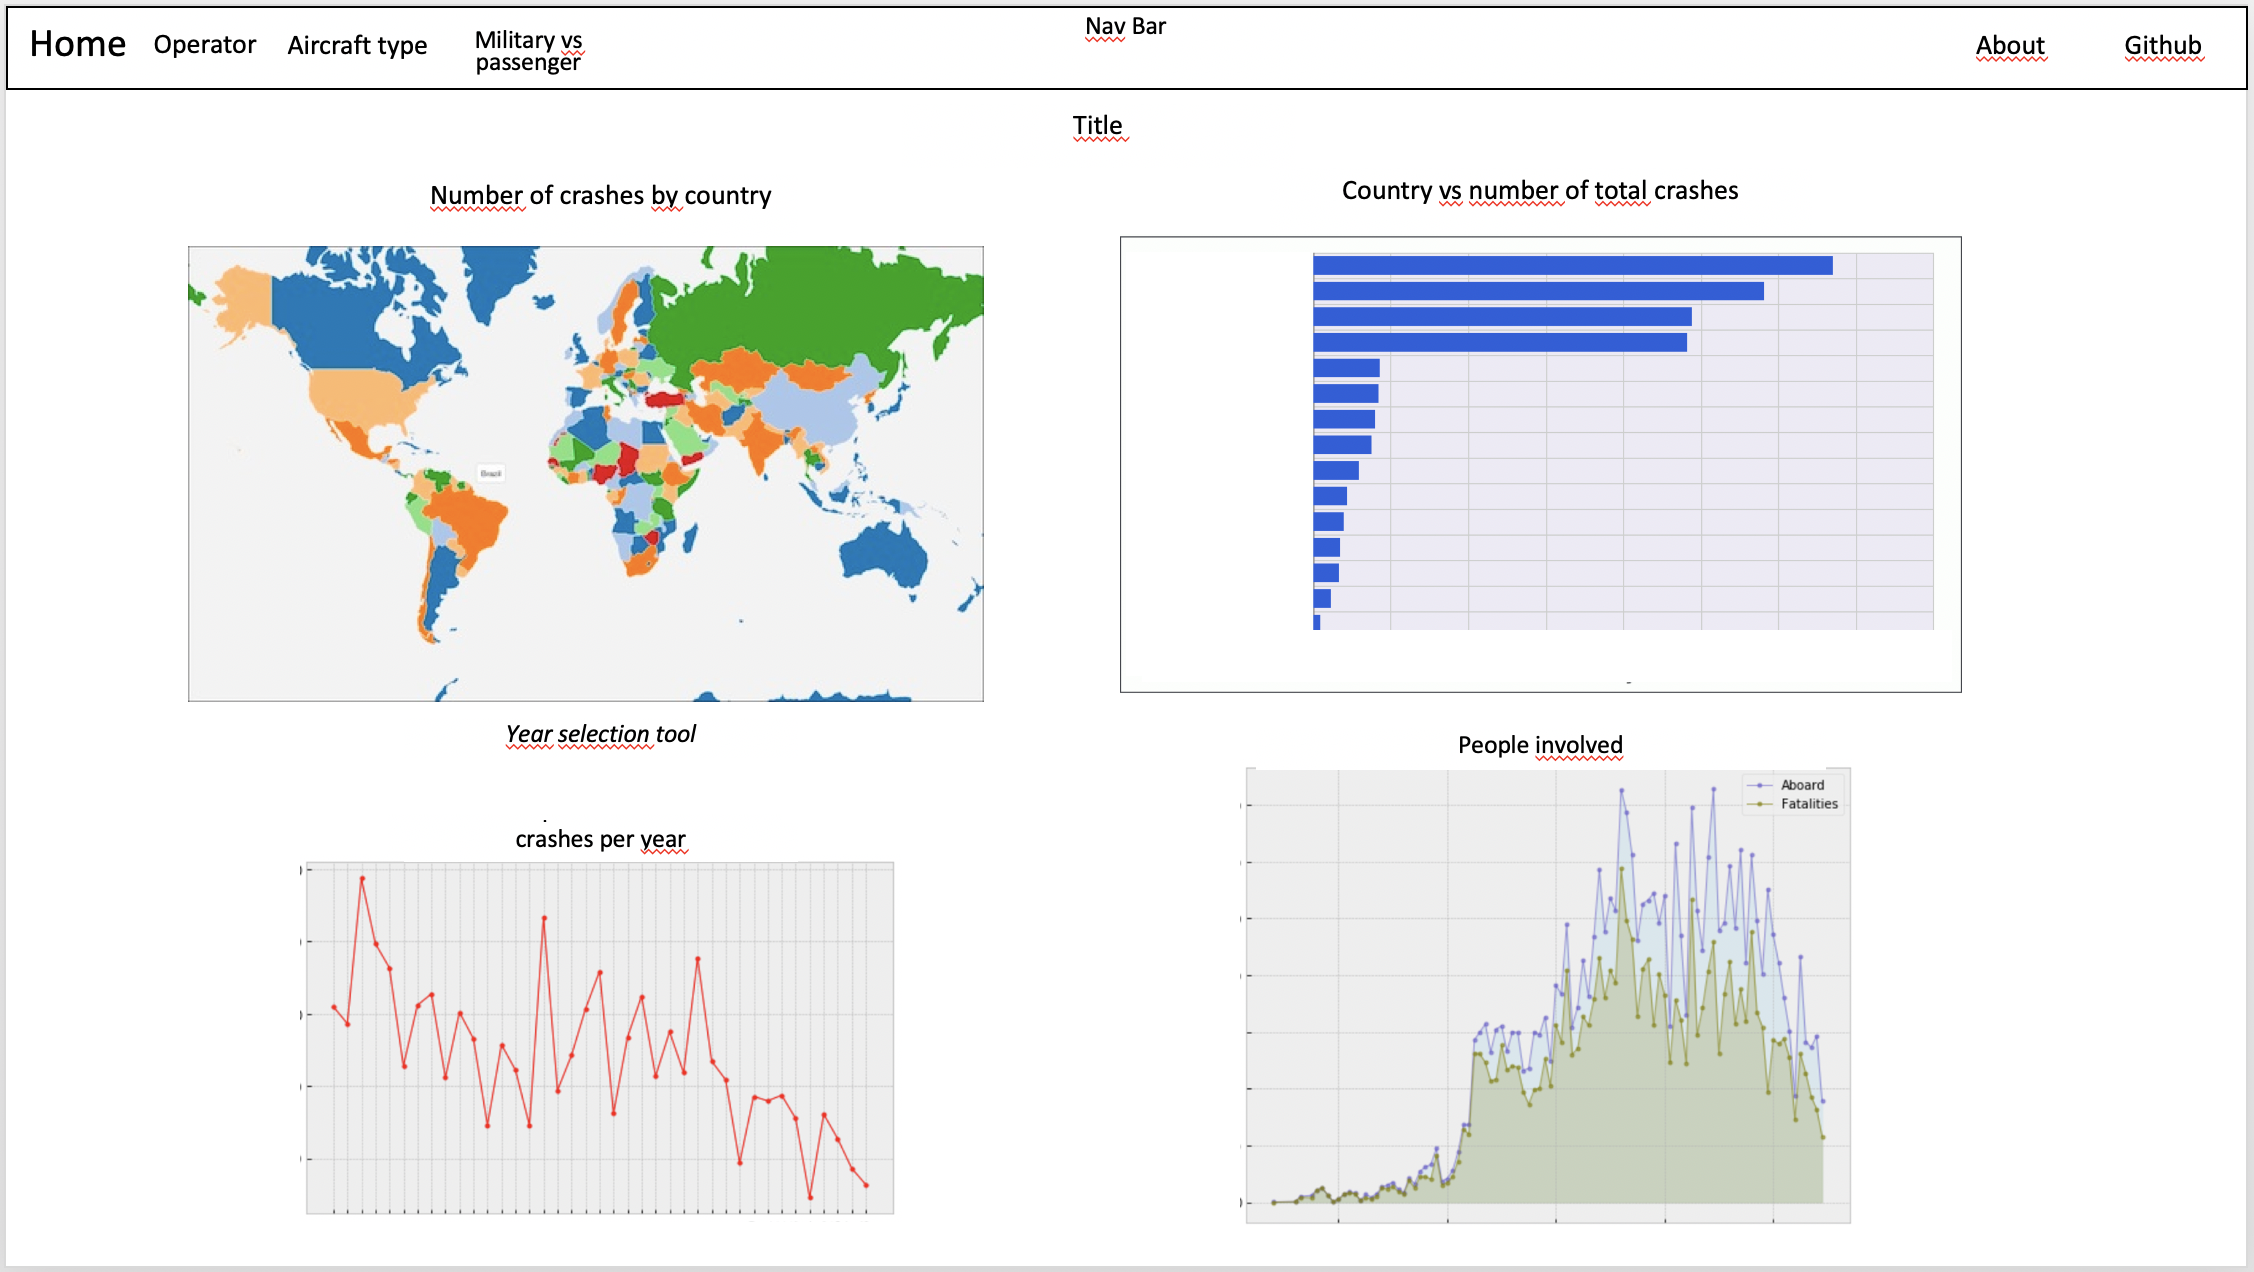 Nav Bar
Home
Operator
Aircraft type
Military vs
passenger
About
Github
Title
Number of crashes by country
Country vs number of total crashes
Brazil
Year selection tool
People involved
Aboard
Fatalities
crashes per year